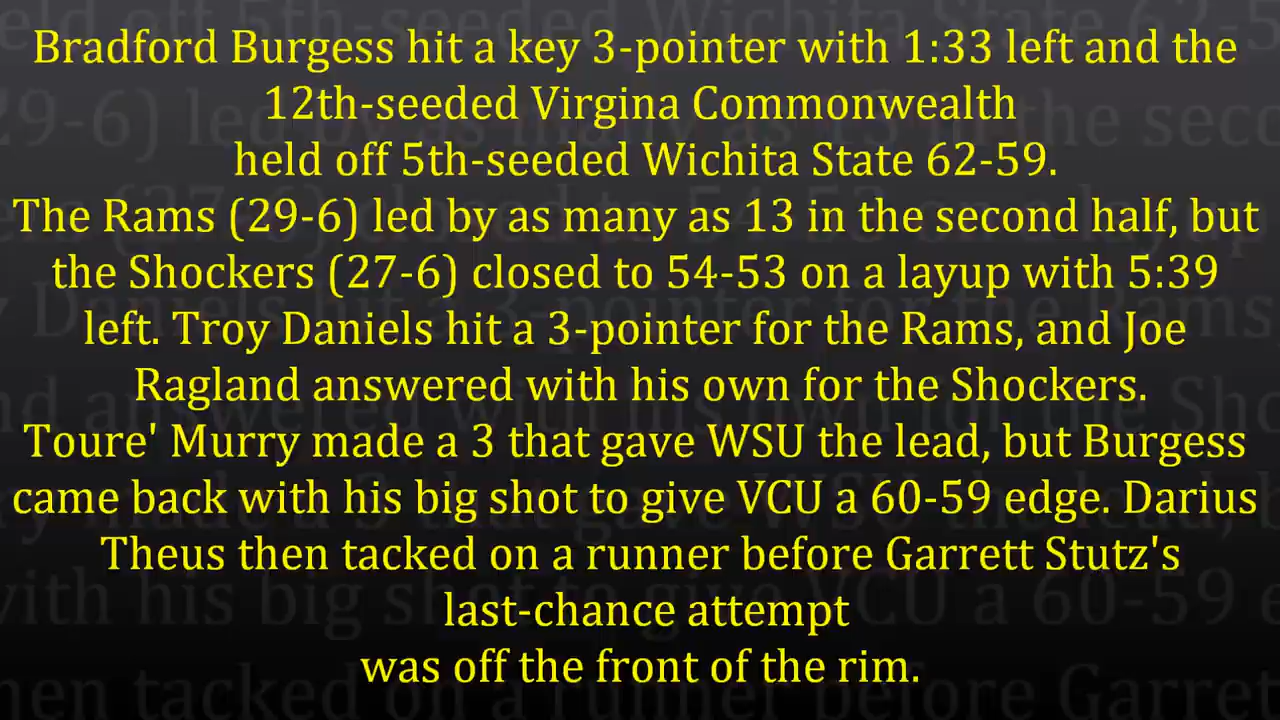 Bradford Burgess hit a key 3-pointer with 1:33 left and the
12th-seeded Virgina Commonwealth
held off 5th-seeded Wichita State 62-59.
The Rams (29-6) led by as many as 13 in the second half, but
the Shockers (27-6) closed to 54-53 on a layup with 5:39
left. Troy Daniels hit a 3-pointer for the Rams, and Joe
Ragland answered with his own for the Shockers.
Toure' Murry made a 3 that gave WSU the lead, but Burgess
came back with his big shot to give VCU a 60-59 edge. Darius
Theus then tacked on a runner before Garrett Stutz's
last-chance attempt
was off the front of the rim.